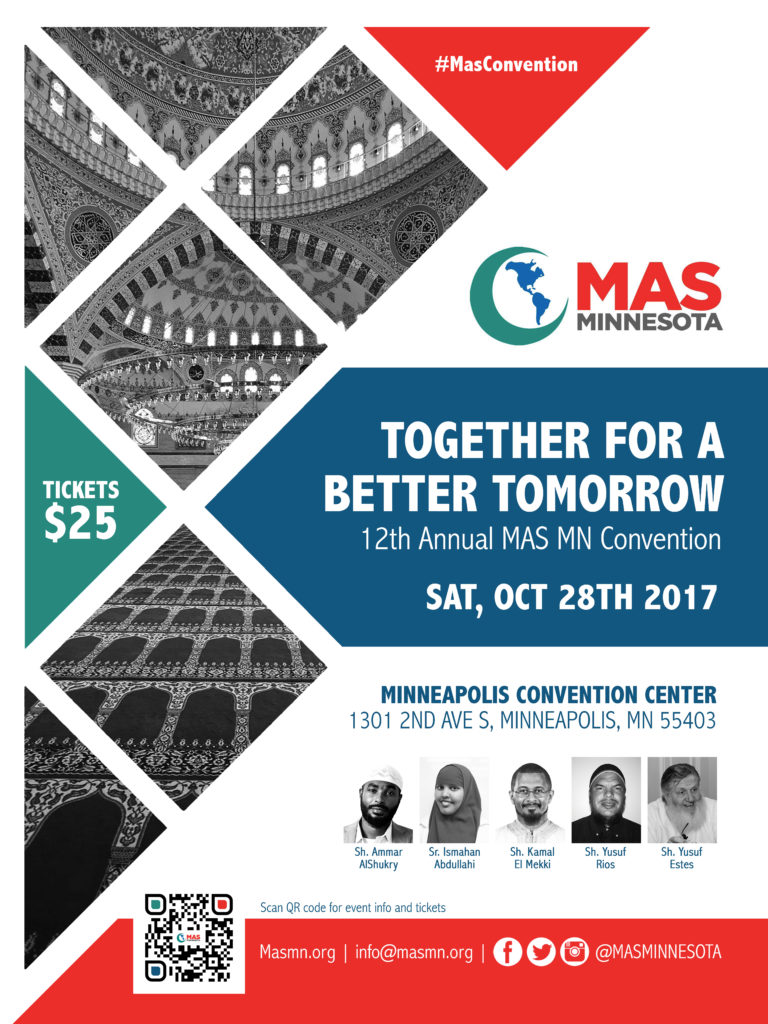 #MasConvention
MAS
MINNESOTA
TICKETS
$25
TOGETHER FOR A
BETTER TOMORROW
12th Annual MAS MN Convention
SAT, OCT 28TH 2017
MINNEAPOLIS CONVENTION CENTER
1301 2ND AVE S, MINNEAPOLIS, MN 55403
Sh. Ammar
AlShukry
Sr. Ismahan
Abdullahi
Sh. Kamal
El Mekki
Sh. Yusuf
Rios
Sh. Yusuf
Estes
Scan QR code for event info and tickets
MAS
Masmn.org | info@masmn.org | @MASMINNESOTA